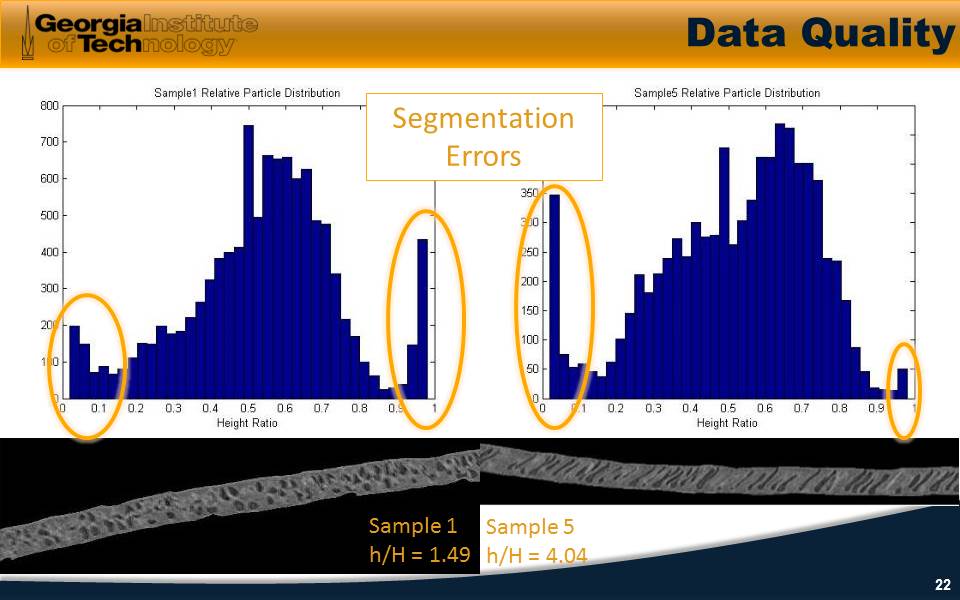 GeorgiaInstitute
of Technology
Data Quality
Sample1 Relative Particle Distribution
Sample5 Relative Particle Distribution
Segmentation
Errors
800
700
600
500
400
300
200
100
0
0 0.1 0.2 0.3 0.4 0.5 0.6 0.7 0.8 0.9 1
Height Ratio
350
300
250
200
150
100
50
0
0 0.1 0.2 0.3 0.4 0.5 0.6 0.7 0.8 0.9 1
Height Ratio
Sample 1
h/H = 1.49
Sample 5
h/H = 4.04
22